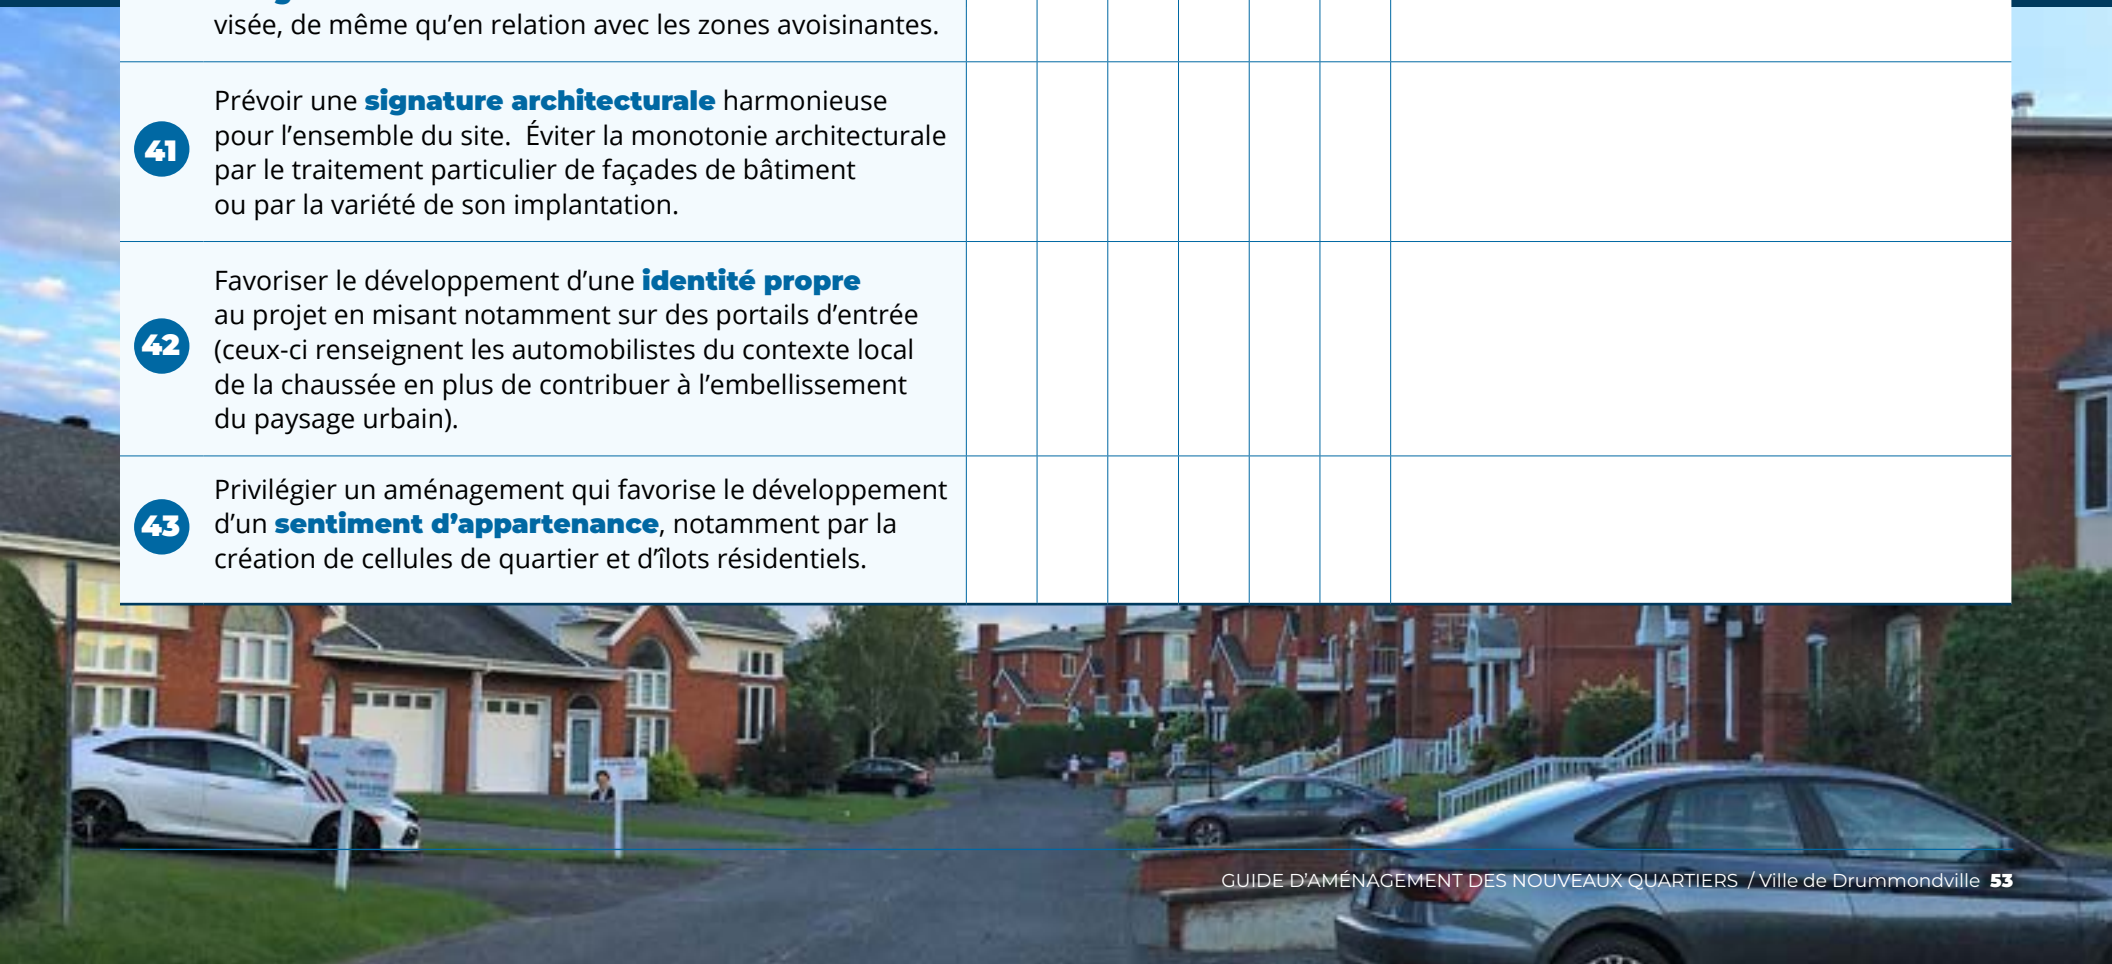 visée, de même qu’en relation avec les zones avoisinantes.
41
Prévoir une signature architecturale harmonieuse
pour l’ensemble du site.  Éviter la monotonie architecturale
par le traitement particulier de façades de bâtiment
ou par la variété de son implantation.
42
Favoriser le développement d’une identité propre
au projet en misant notamment sur des portails d’entrée
(ceux-ci renseignent les automobilistes du contexte local
de la chaussée en plus de contribuer à l’embellissement
du paysage urbain).
43
Privilégier un aménagement qui favorise le développement
d’un sentiment d’appartenance, notamment par la
création de cellules de quartier et d’îlots résidentiels.
GUIDE D’AMÉNAGEMENT DES NOUVEAUX QUARTIERS / Ville de Drummondville 53